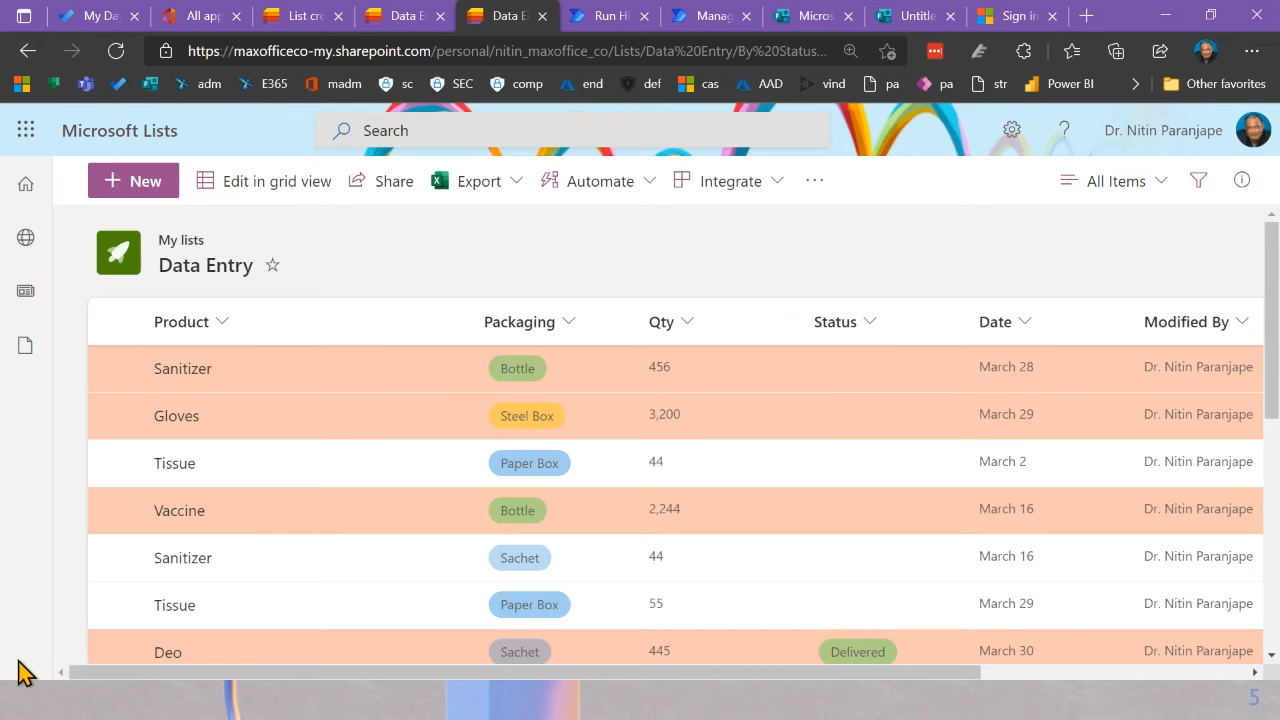 My Day
All app
List cre
Data En
Data En
Run HT
Manag
Micros
Untitle
Sign in
https://maxofficeco-my.sharepoint.com/personal/nitin_maxoffice_co/Lists/Data%20Entry/By%20Status...
adm
E365
madm
sc
SEC
comp
end
def
cas
AAD
vind
pa
pa
str
Power BI
Other favorites
Microsoft Lists
Search
Dr. Nitin Paranjape
New
Edit in grid view
Share
Export
Automate
Integrate
All Items
My lists
Data Entry
Product Packaging Qty Status Date Modified By
Sanitizer Bottle 456 March 28 Dr. Nitin Paranjape
Gloves Steel Box 3,200 March 29 Dr. Nitin Paranjape
Tissue Paper Box 44 March 2 Dr. Nitin Paranjape
Vaccine Bottle 2,244 March 16 Dr. Nitin Paranjape
Sanitizer Sachet 44 March 16 Dr. Nitin Paranjape
Tissue Paper Box 55 March 29 Dr. Nitin Paranjape
Deo Sachet 445 Delivered March 30 Dr. Nitin Paranjape
5